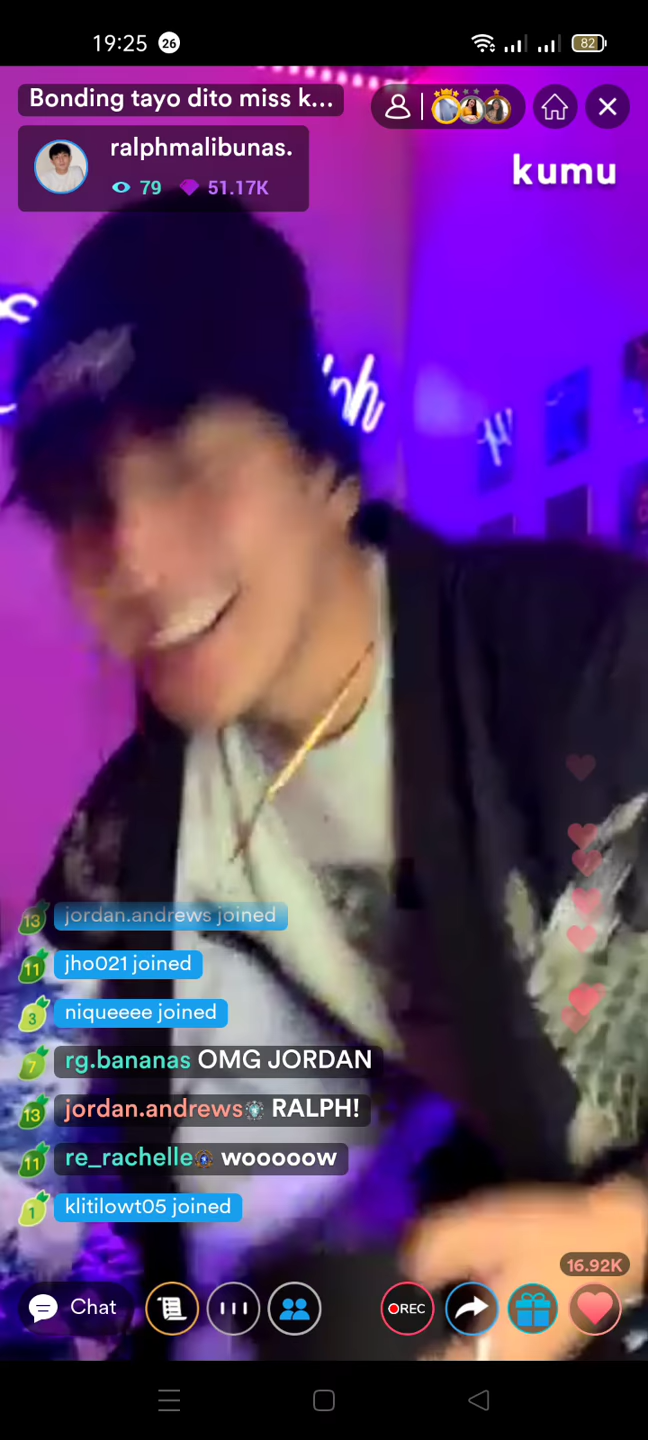 19:25 26
82
Bonding tayo dito miss k...
ralphmalibunas.
79 51.17K
kumu
jordan.andrews joined
13
jho021 joined
11
niqueeee joined
3
rg.bananas OMG JORDAN
7
jordan.andrews RALPH!
13
re_rachelle wooooow
11
klitilowt05 joined
1
16.92K
Chat
REC